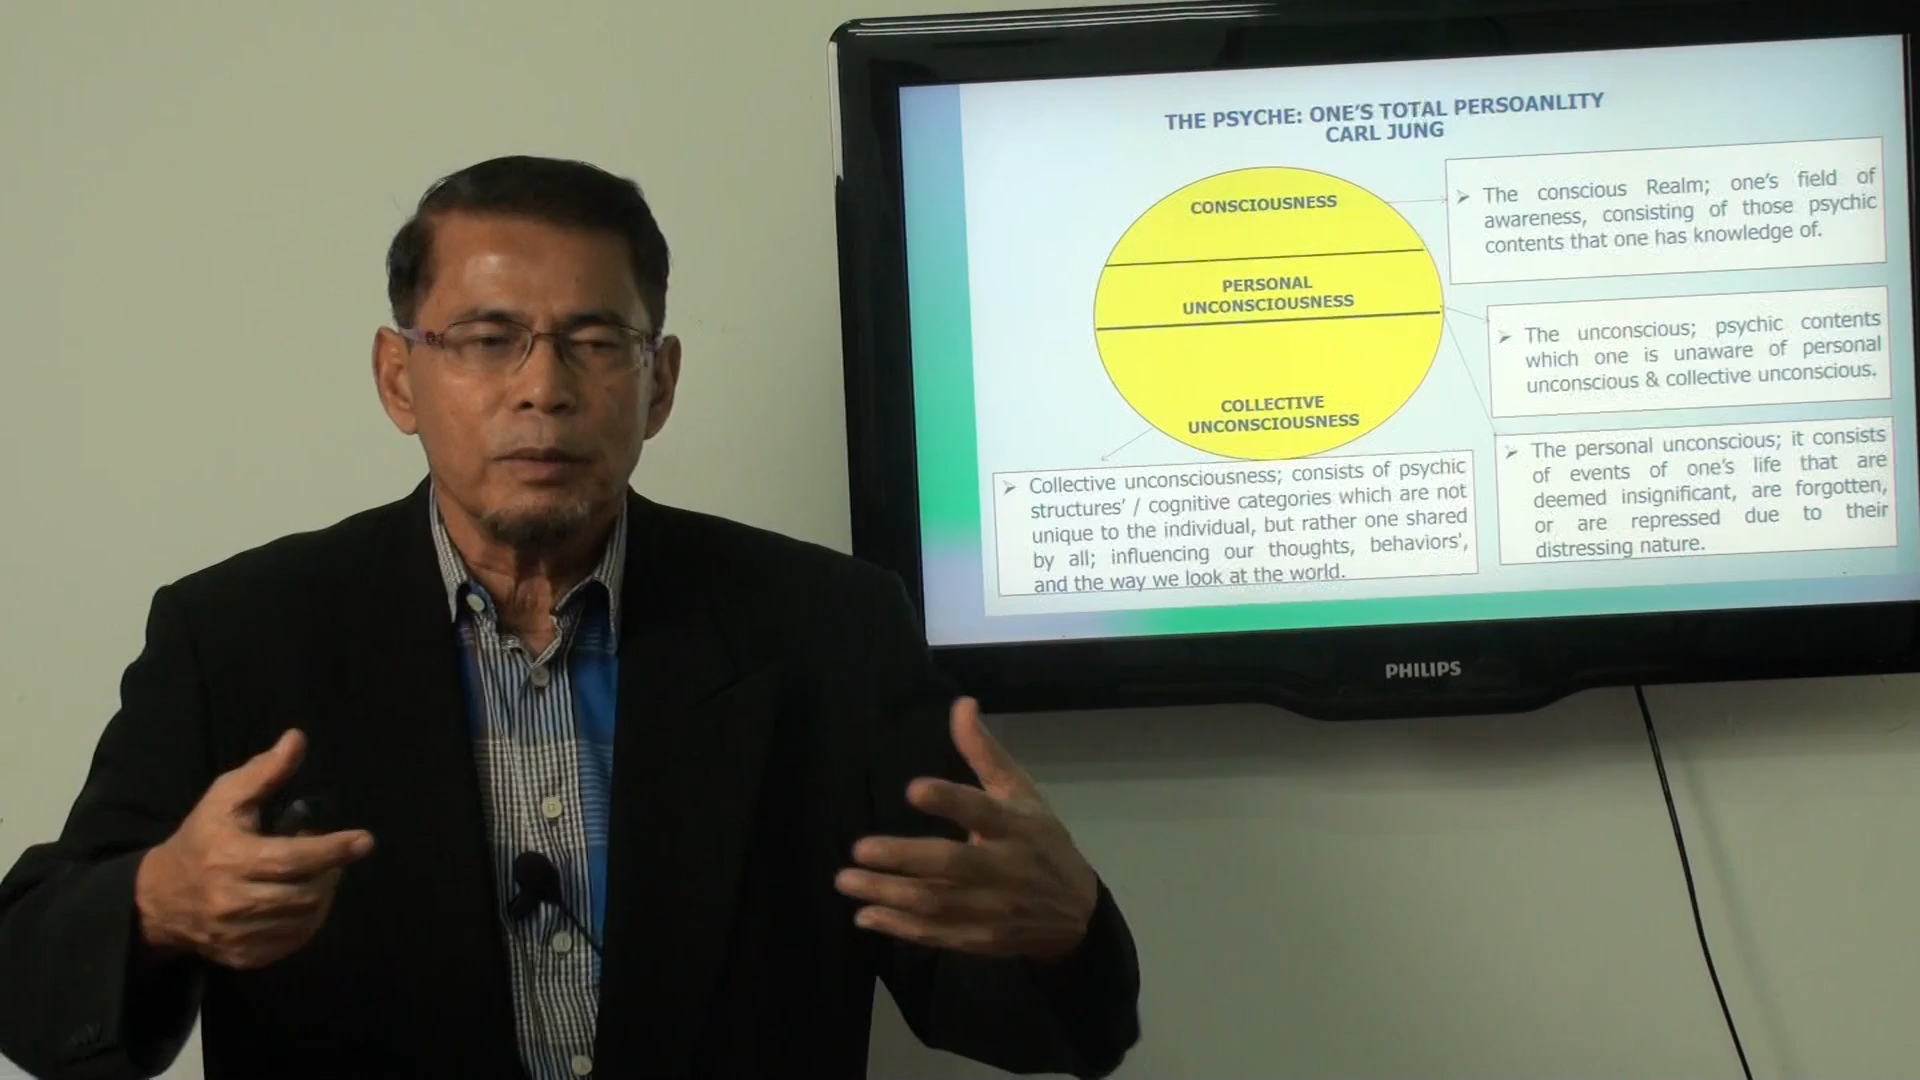 THE PSYCHE: ONE'S TOTAL PERSOANLITY
CARL JUNG
CONSCIOUSNESS
PERSONAL
UNCONSCIOUSNESS
COLLECTIVE
UNCONSCIOUSNESS
➢ The conscious Realm; one's field of
awareness, consisting of those psychic
contents that one has knowledge of.
➢ The unconscious; psychic contents
which one is unaware of personal
unconscious & collective unconscious.
➢ The personal unconscious; it consists
of events of one's life that are
deemed insignificant, are forgotten,
or are repressed due to their
distressing nature.
➢ Collective unconsciousness; consists of psychic
structures' / cognitive categories which are not
unique to the individual, but rather one shared
by all; influencing our thoughts, behaviors',
and the way we look at the world.
PHILIPS